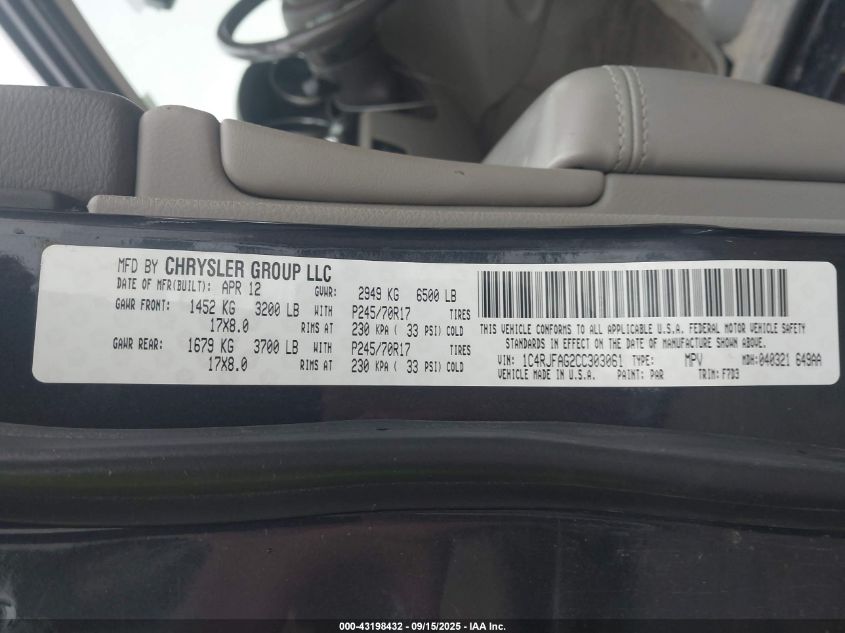 MFD BY CHRYSLER GROUP LLC
DATE OF MFR(BUILT): APR 12 GVWR: 2949 KG 6500 LB
GAWR FRONT: 1452 KG 3200 LB WITH P245/70R17 TIRES
17X8.0 RIMS AT 230 KPA ( 33 PSI) COLD
GAWR REAR: 1679 KG 3700 LB WITH P245/70R17 TIRES
17X8.0 RIMS AT 230 KPA ( 33 PSI) COLD
THIS VEHICLE CONFORMS TO ALL APPLICABLE U.S.A. FEDERAL MOTOR VEHICLE SAFETY
STANDARDS IN EFFECT ON THE DATE OF MANUFACTURE SHOWN ABOVE.
VIN: 1C4RJFAG2CC303061 TYPE: MPV MDH: 040321 649AA
VEHICLE MADE IN U.S.A. PAINT: PAR TRIM: F7D3
000-43198432 - 09/15/2025 - IAA Inc.